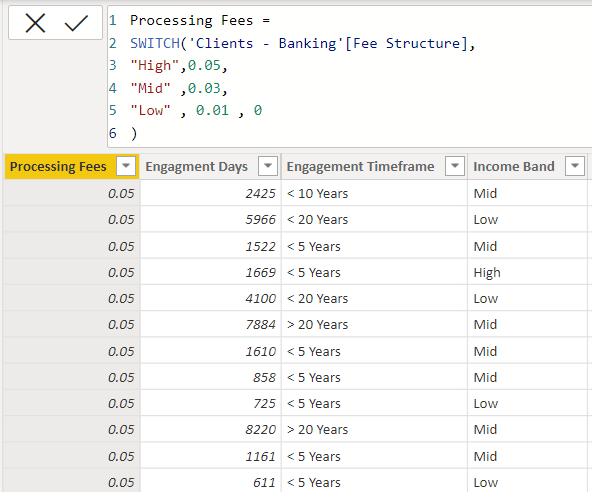 1 Processing Fees =
2 SWITCH('Clients - Banking'[Fee Structure],
3 "High",0.05,
4 "Mid" ,0.03,
5 "Low" , 0.01 , 0
6 )
Processing Fees Engagment Days Engagement Timeframe Income Band
0.05 2425 < 10 Years Mid
0.05 5966 < 20 Years Low
0.05 1522 < 5 Years Mid
0.05 1669 < 5 Years High
0.05 4100 < 20 Years Low
0.05 7884 > 20 Years Mid
0.05 1610 < 5 Years Mid
0.05 858 < 5 Years Mid
0.05 725 < 5 Years Low
0.05 8220 > 20 Years Mid
0.05 1161 < 5 Years Mid
0.05 611 < 5 Years Low